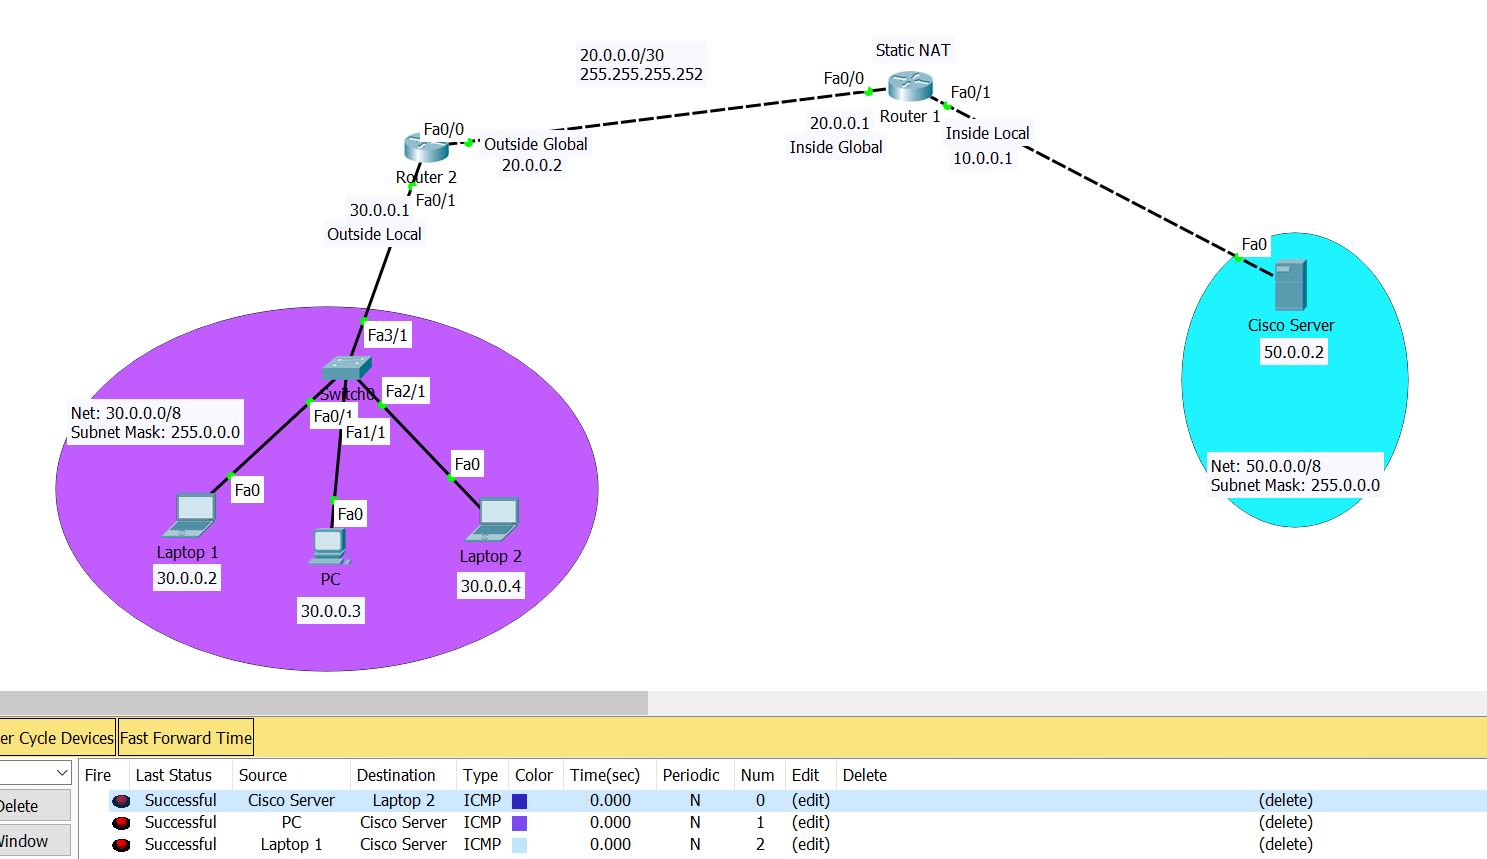 Static NAT
20.0.0.0/30
255.255.255.252
Fa0/0
Fa0/1
Router 1
20.0.0.1
Inside Global
Inside Local
10.0.0.1
Fa0/0
Outside Global
20.0.0.2
Router 2
Fa0/1
30.0.0.1
Outside Local
Fa0
Cisco Server
50.0.0.2
Net: 50.0.0.0/8
Subnet Mask: 255.0.0.0
Fa3/1
Switch0
Fa2/1
Fa0/1
Fa1/1
Net: 30.0.0.0/8
Subnet Mask: 255.0.0.0
Fa0
Fa0
Fa0
Laptop 1
30.0.0.2
PC
30.0.0.3
Laptop 2
30.0.0.4
er Cycle Devices Fast Forward Time
Fire Last Status Source Destination Type Color Time(sec) Periodic Num Edit Delete
Successful Cisco Server Laptop 2 ICMP 0.000 N 0 (edit) (delete)
Successful PC Cisco Server ICMP 0.000 N 1 (edit) (delete)
Successful Laptop 1 Cisco Server ICMP 0.000 N 2 (edit) (delete)
Delete
Window